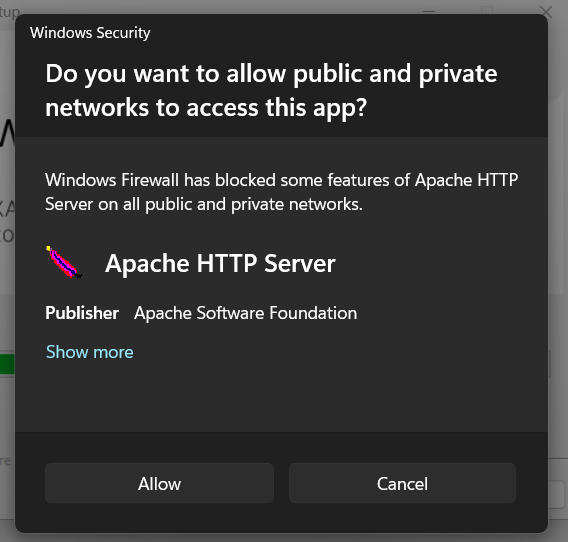 tup
Windows Security
Do you want to allow public and private
networks to access this app?
Windows Firewall has blocked some features of Apache HTTP
Server on all public and private networks.
Apache HTTP Server
Publisher Apache Software Foundation
Show more
Allow
Cancel